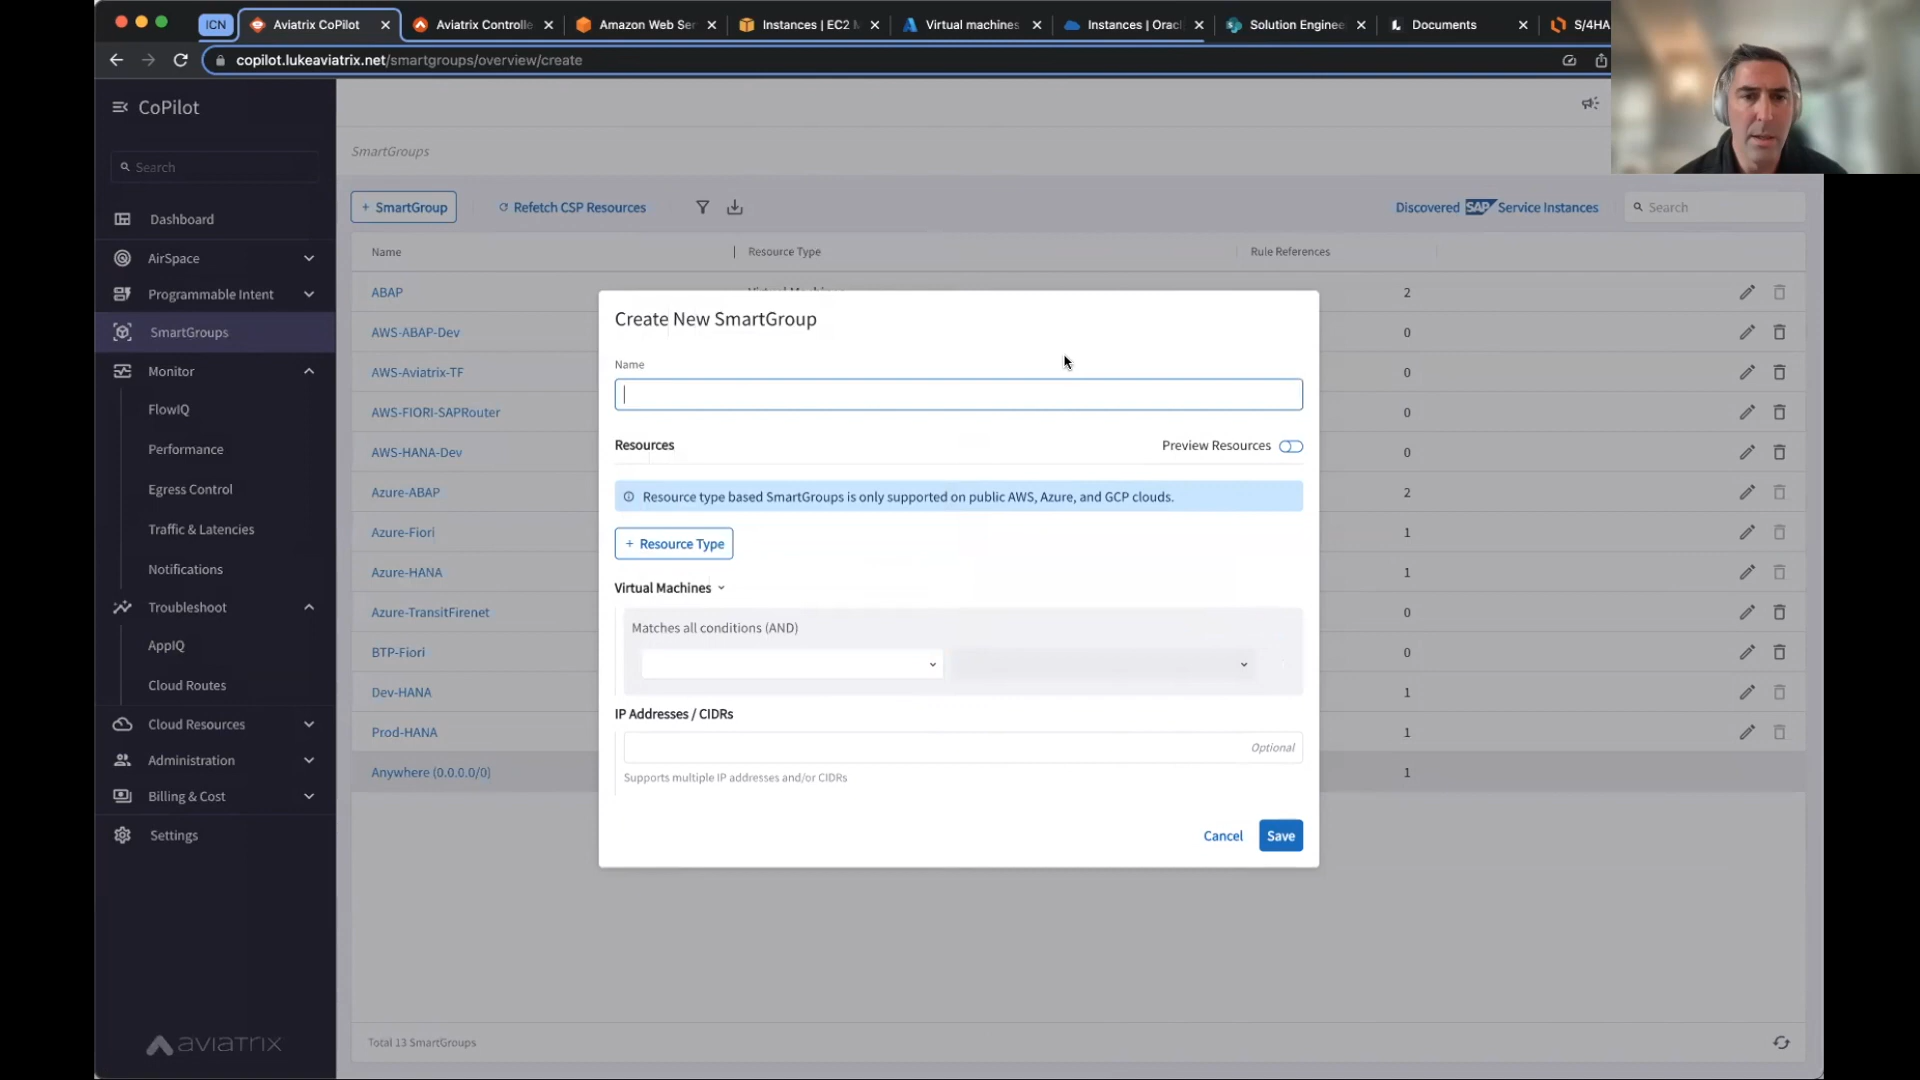 ICN
Aviatrix CoPilot
Aviatrix Controlle
Amazon Web Ser
Instances | EC2 M
Virtual machines
Instances | Oracl
Solution Enginee
Documents
S/4HA
copilot.lukeaviatrix.net/smartgroups/overview/create
CoPilot
Search
Dashboard
AirSpace
Programmable Intent
SmartGroups
Monitor
FlowIQ
Performance
Egress Control
Traffic & Latencies
Notifications
Troubleshoot
AppIQ
Cloud Routes
Cloud Resources
Administration
Billing & Cost
Settings
aviatrix
SmartGroups
+ SmartGroup
Refetch CSP Resources
Discovered SAP Service Instances
Search
Name
Resource Type
Rule References
ABAP
Virtual Machines
2
AWS-ABAP-Dev
0
AWS-Aviatrix-TF
0
AWS-FIORI-SAPRouter
0
AWS-HANA-Dev
0
Azure-ABAP
2
Azure-Fiori
1
Azure-HANA
1
Azure-TransitFirenet
0
BTP-Fiori
0
Dev-HANA
1
Prod-HANA
1
Anywhere (0.0.0.0/0)
1
Total 13 SmartGroups
Create New SmartGroup
Name
Resources
Preview Resources
Resource type based SmartGroups is only supported on public AWS, Azure, and GCP clouds.
+ Resource Type
Virtual Machines
Matches all conditions (AND)
IP Addresses / CIDRs
Optional
Supports multiple IP addresses and/or CIDRs
Cancel
Save